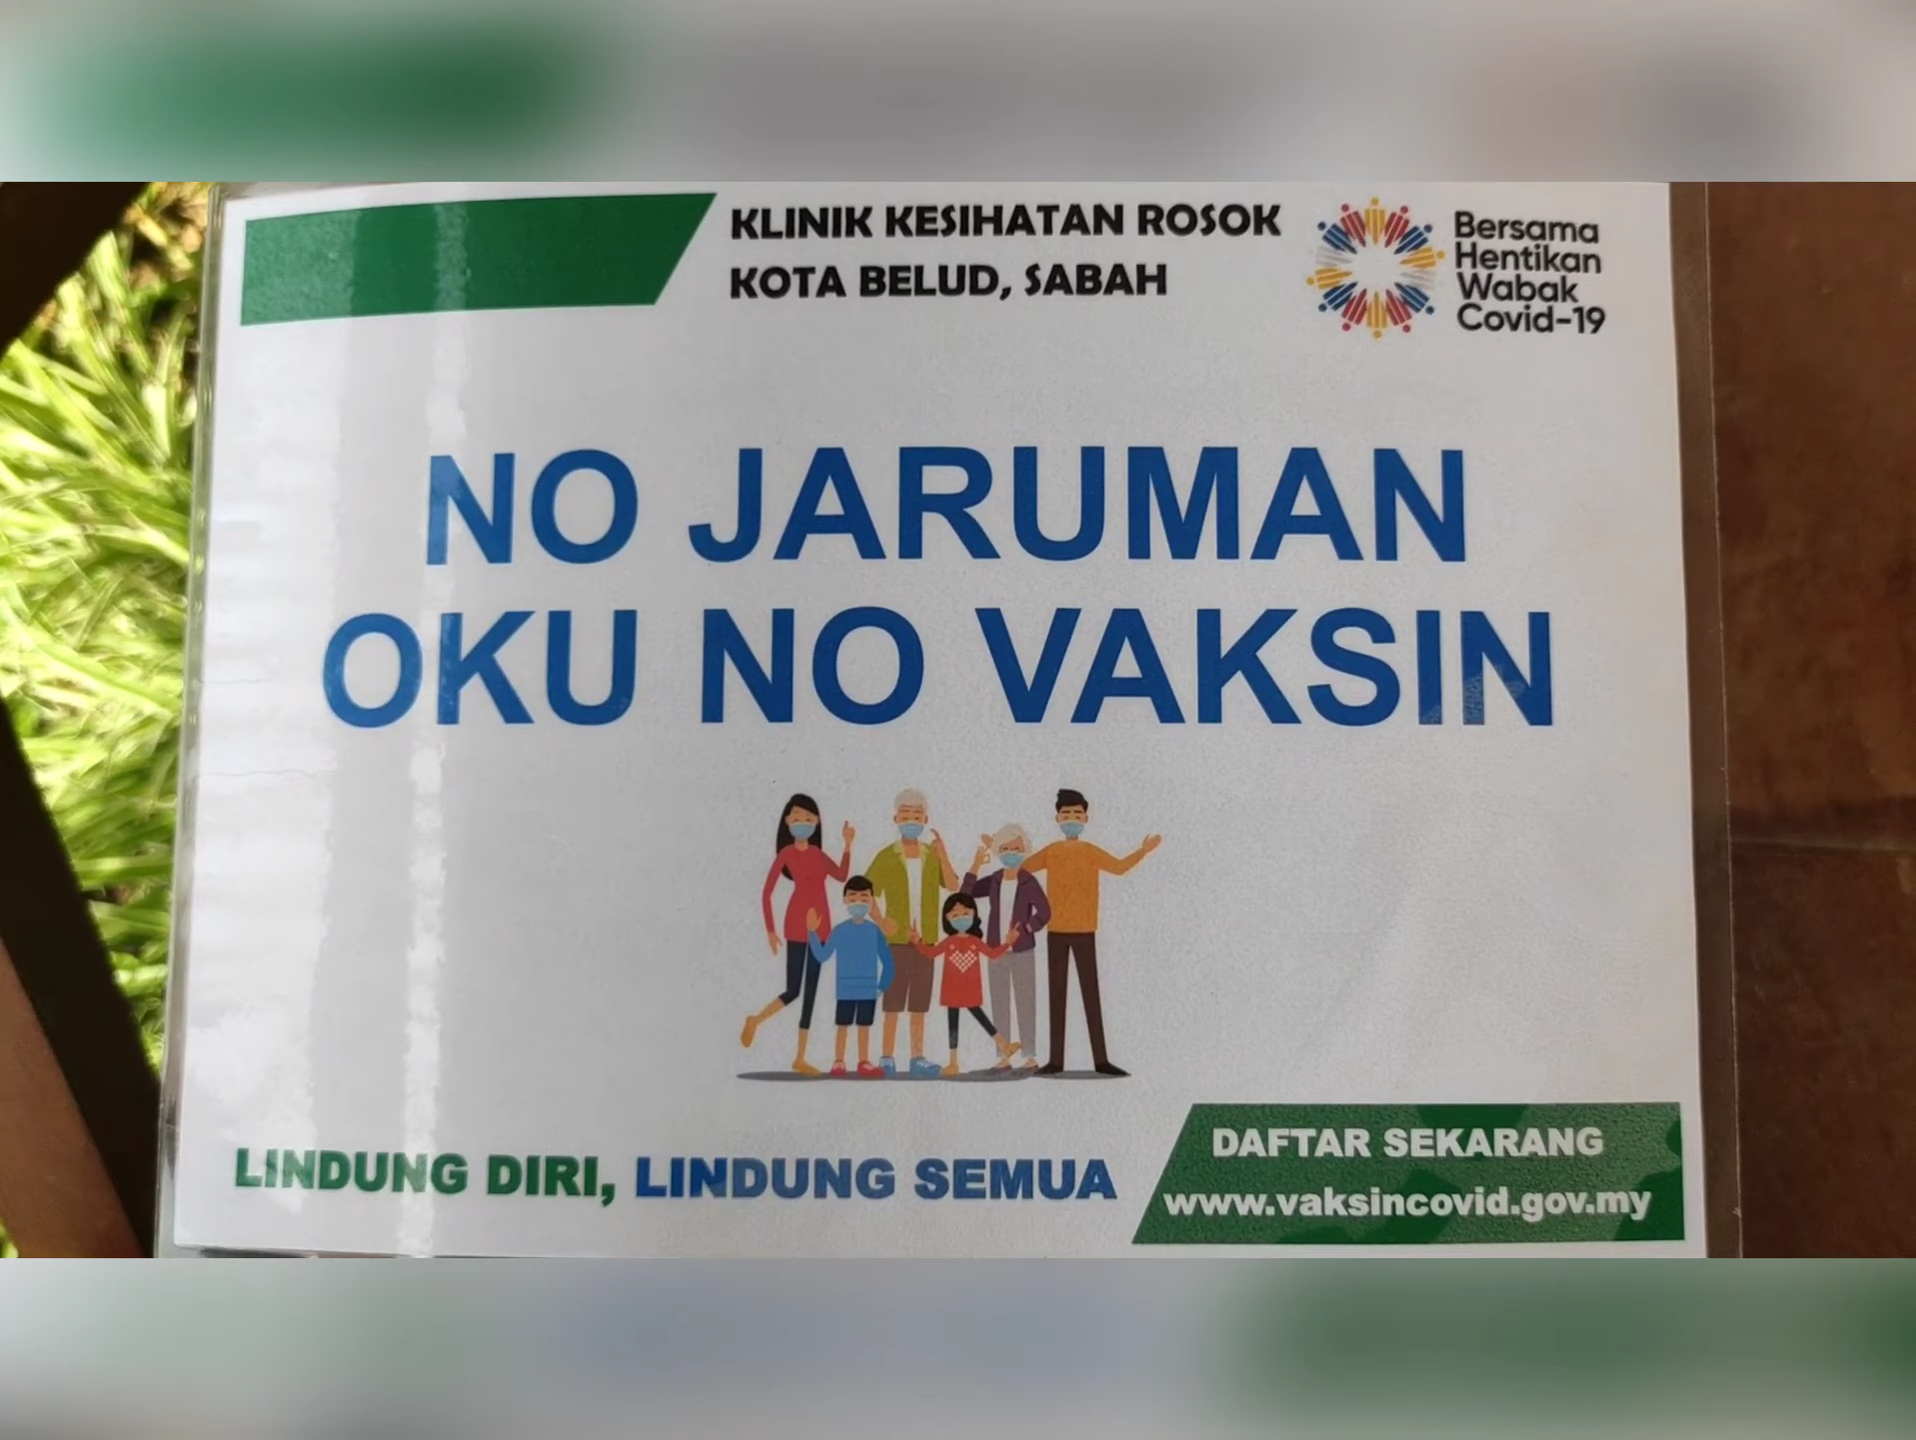 KLINIK KESIHATAN ROSOK
KOTA BELUD, SABAH
Bersama
Hentikan
Wabak
Covid-19
NO JARUMAN
OKU NO VAKSIN
LINDUNG DIRI, LINDUNG SEMUA
DAFTAR SEKARANG
www.vaksincovid.gov.my